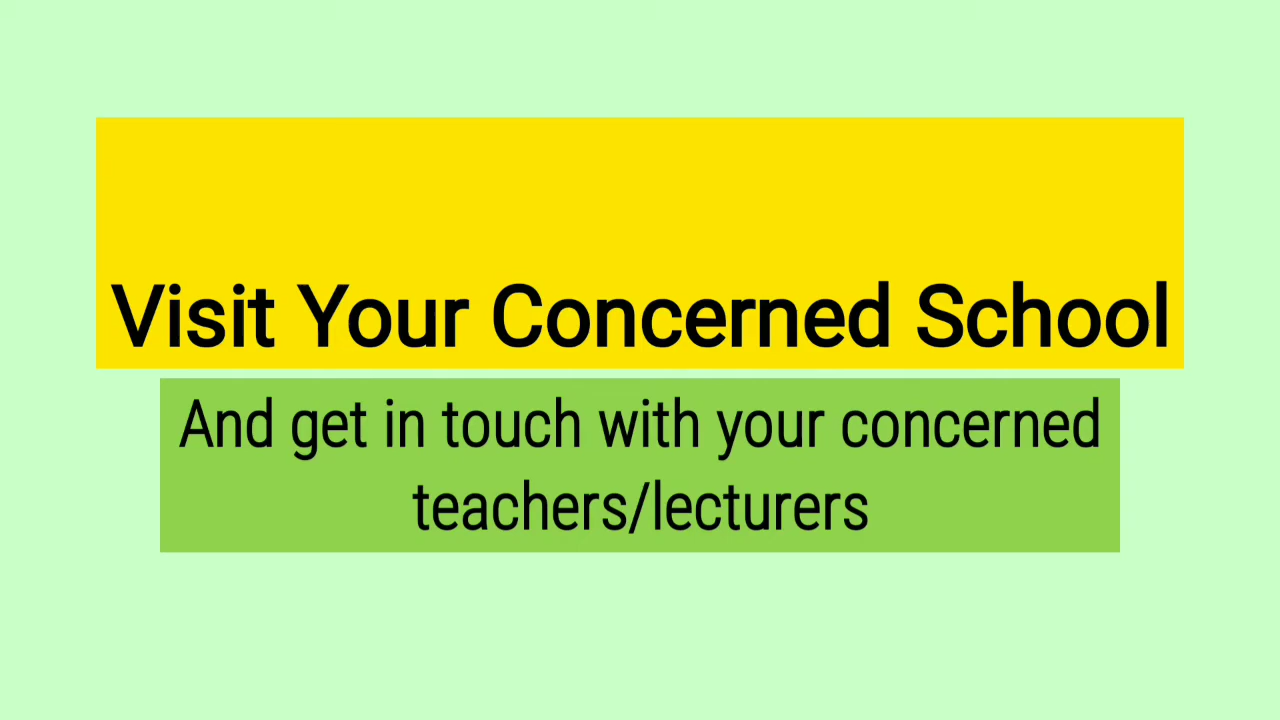 Visit Your Concerned School
And get in touch with your concerned
teachers/lecturers